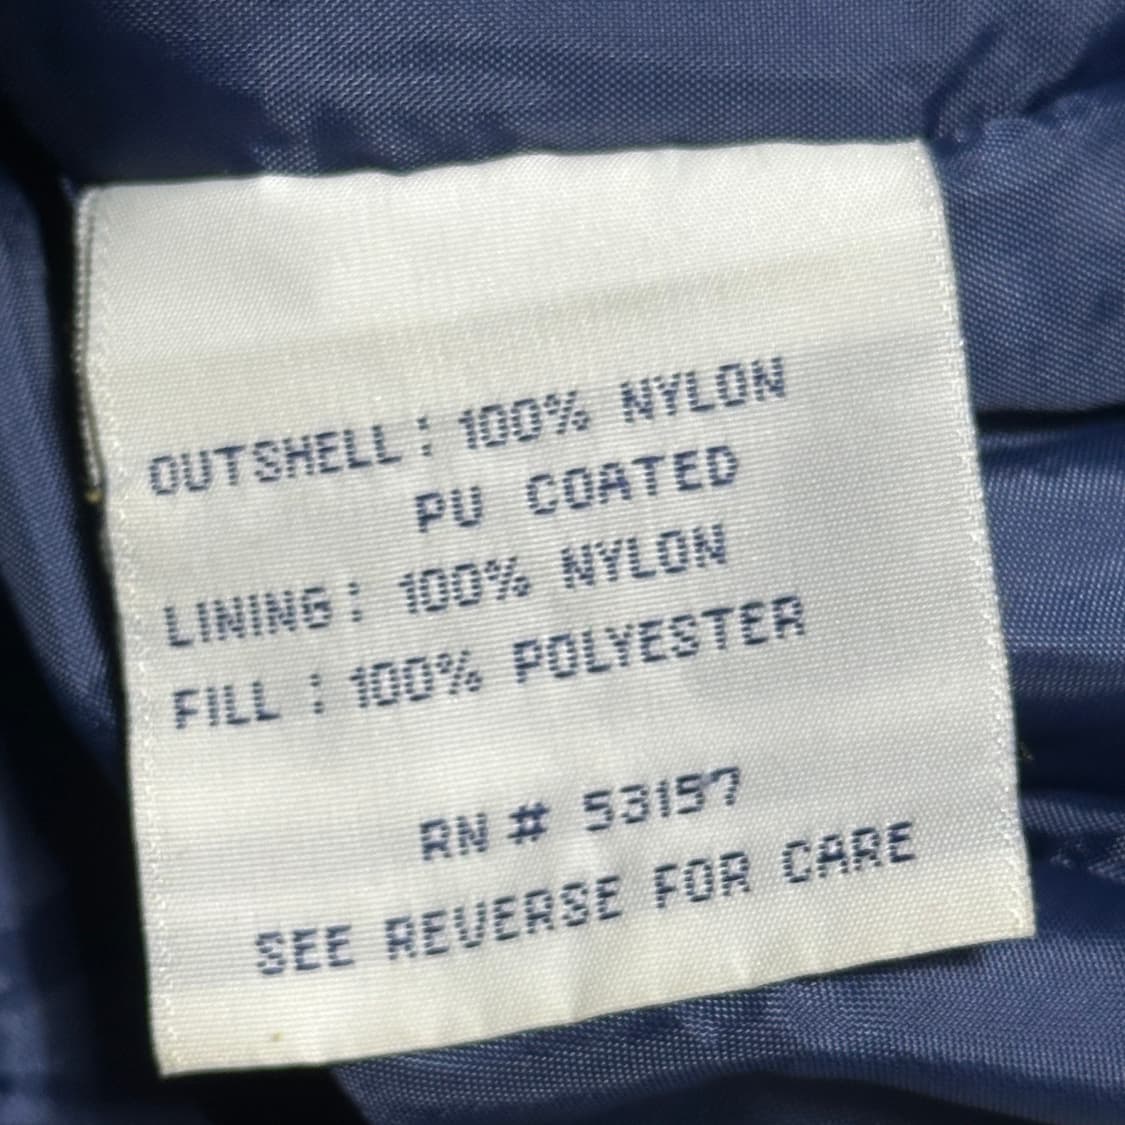 OUTSHELL: 100% NYLON
PU COATED
LINING: 100% NYLON
FILL : 100% POLYESTER
RN # 53157
SEE REVERSE FOR CARE